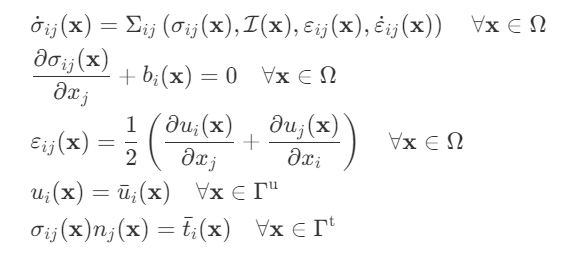 σ̇ᵢⱼ(𝐱) = Σᵢⱼ (σᵢⱼ(𝐱), ℐ(𝐱), εᵢⱼ(𝐱), ε̇ᵢⱼ(𝐱))  ∀𝐱 ∈ Ω
∂σᵢⱼ(𝐱)/∂xⱼ + bᵢ(𝐱) = 0  ∀𝐱 ∈ Ω
εᵢⱼ(𝐱) = 1/2 (∂uᵢ(𝐱)/∂xⱼ + ∂uⱼ(𝐱)/∂xᵢ)  ∀𝐱 ∈ Ω
uᵢ(𝐱) = ūᵢ(𝐱)  ∀𝐱 ∈ Γᵘ
σᵢⱼ(𝐱)nⱼ(𝐱) = t̄ᵢ(𝐱)  ∀𝐱 ∈ Γᵗ